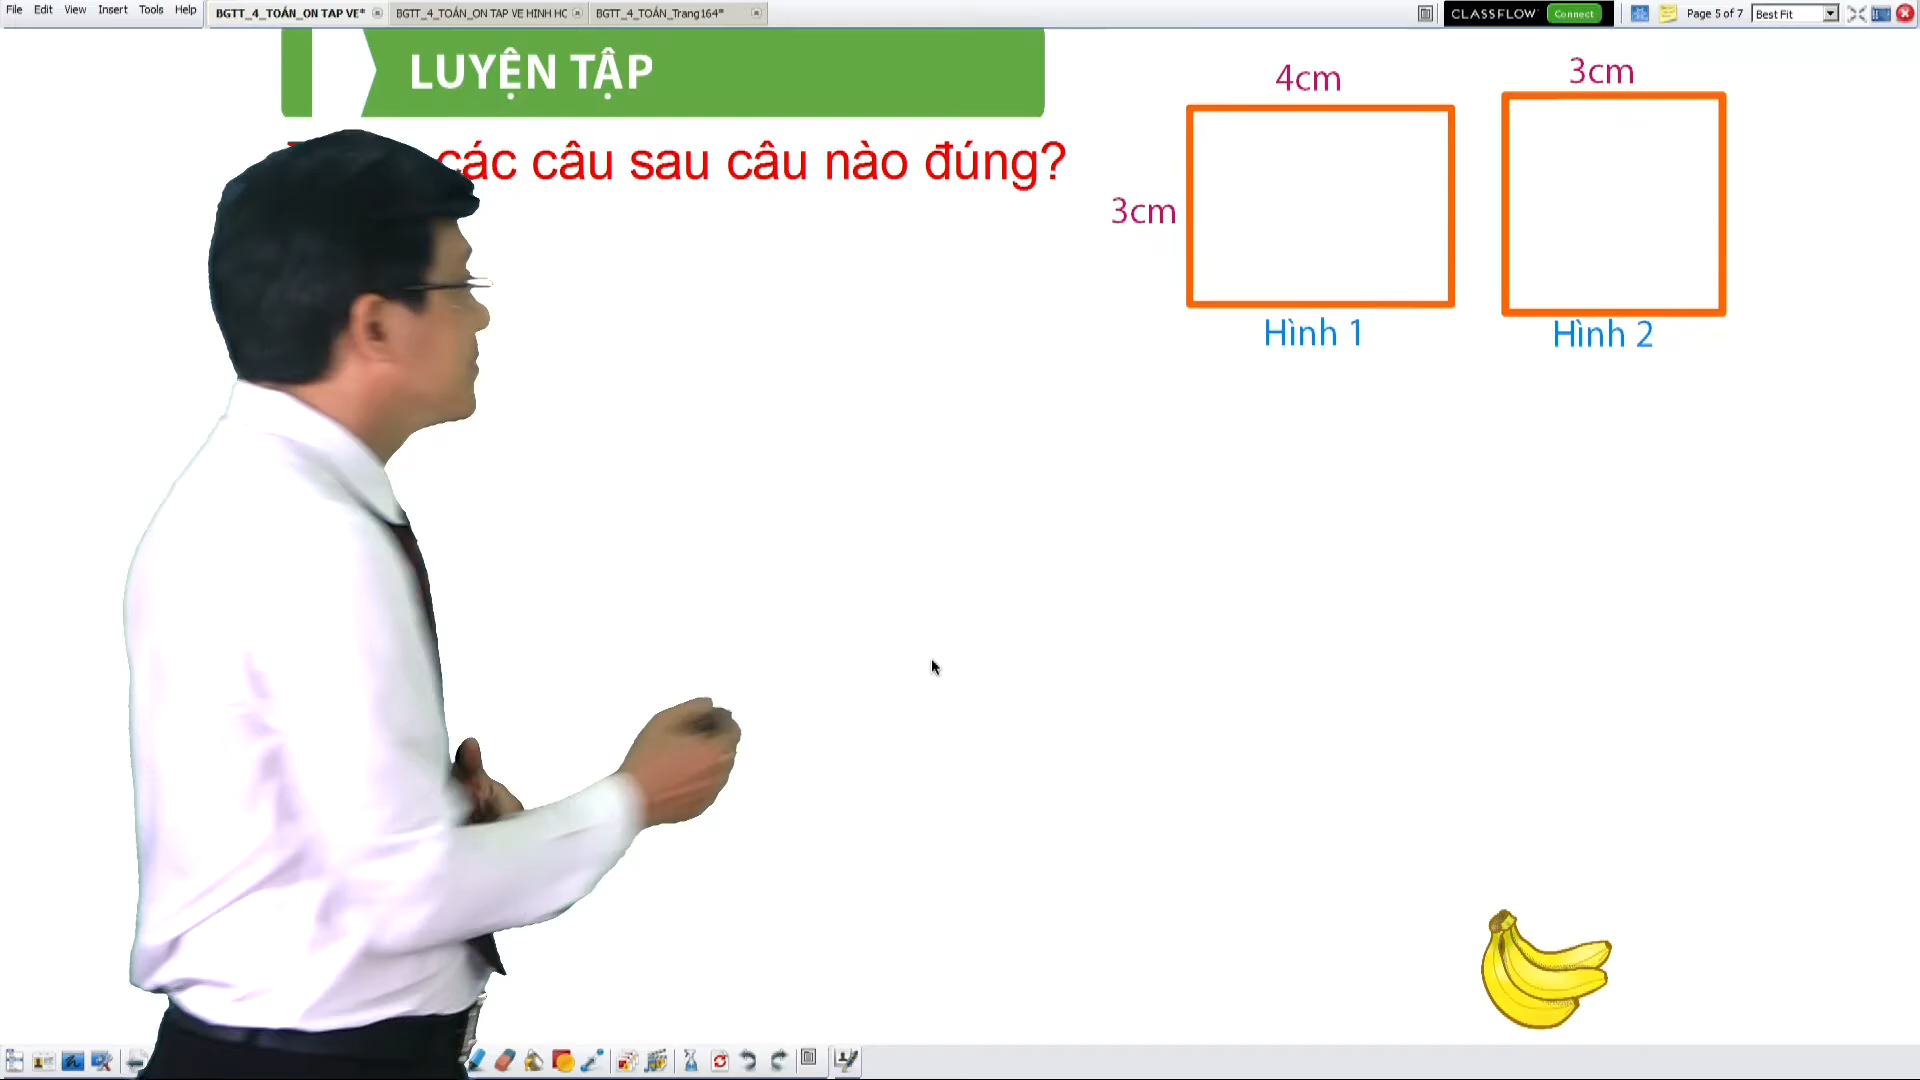 File Edit View Insert Tools Help
BGTT_4_TOÁN_ON TAP VE*
BGTT_4_TOÁN_ON TAP VE HINH HC
BGTT_4_TOÁN_Trang164*
CLASSFLOW Connect
Page 5 of 7
Best Fit
LUYỆN TẬP
các câu sau câu nào đúng?
4cm
3cm
3cm
Hình 1
Hình 2